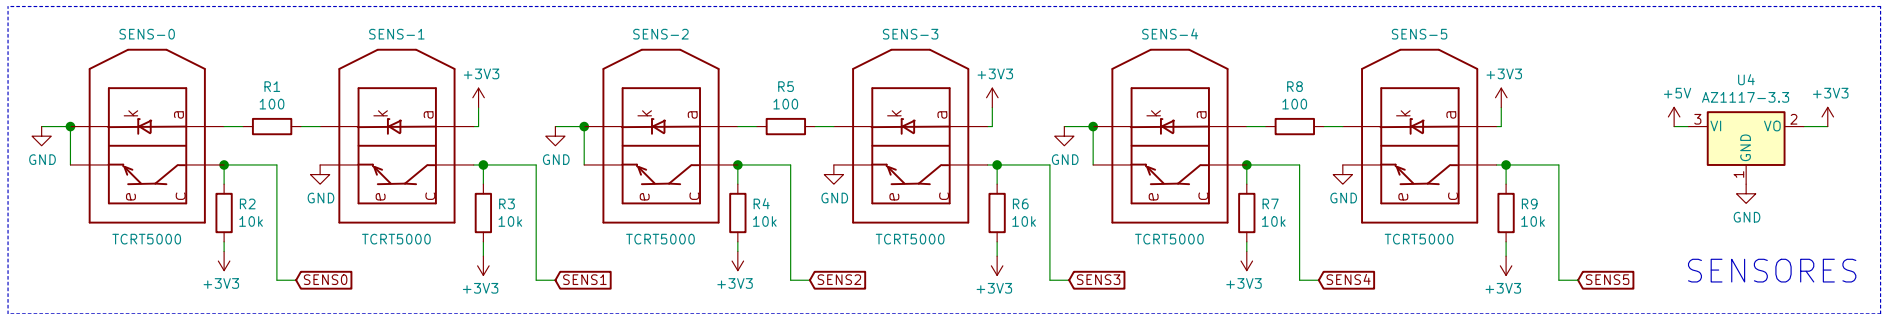 SENS-0
SENS-1
SENS-2
SENS-3
SENS-4
SENS-5
+3V3
+3V3
+3V3
U4
R1
R5
R8
AZ1117-3.3
100
100
100
+5V
+3V3
k a
k a
k a
k a
k a
k a
3 VI VO 2
GND
GND
GND
GND
GND
1
GND
GND
GND
GND
e c
e c
e c
e c
e c
e c
R2
10k
R3
10k
R4
10k
R6
10k
R7
10k
R9
10k
TCRT5000
TCRT5000
TCRT5000
TCRT5000
TCRT5000
TCRT5000
+3V3
SENS0
+3V3
SENS1
+3V3
SENS2
+3V3
SENS3
+3V3
SENS4
+3V3
SENS5
SENSORES